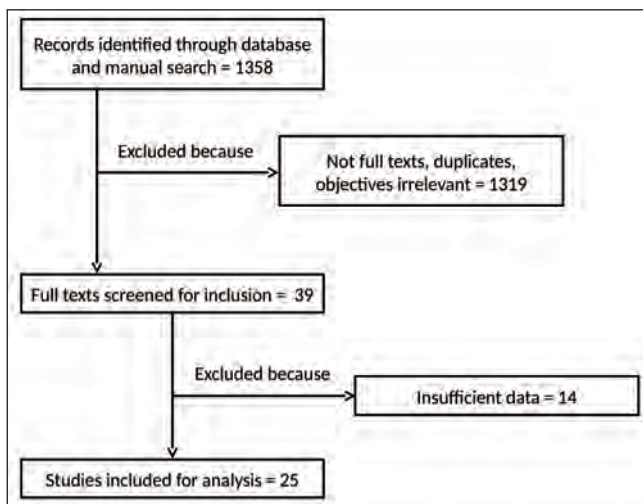 Records identified through database
and manual search = 1358
Excluded because
Not full texts, duplicates,
objectives irrelevant = 1319
Full texts screened for inclusion = 39
Excluded because
Insufficient data = 14
Studies included for analysis = 25